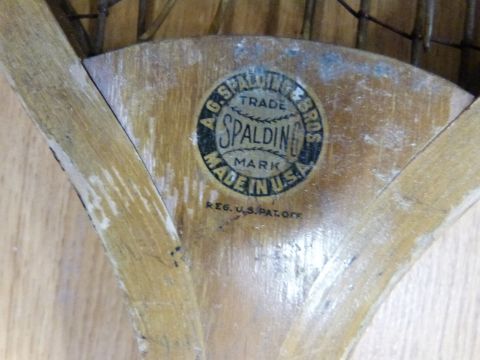 A.G. SPALDING & BROS.
TRADE
SPALDING
MARK
MADE IN U.S.A.
REG. U.S. PAT. OFF.